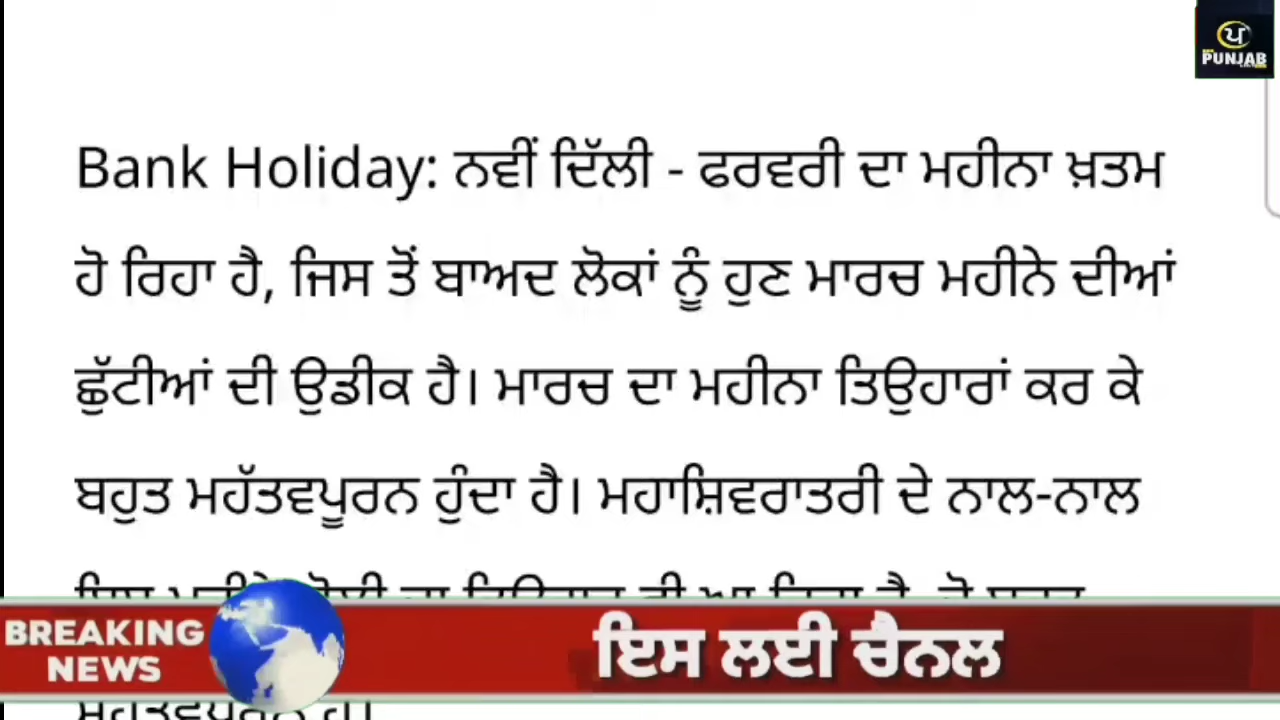 ਪ
PUNJAB
Bank Holiday: ਨਵੀਂ ਦਿੱਲੀ - ਫਰਵਰੀ ਦਾ ਮਹੀਨਾ ਖ਼ਤਮ
ਹੋ ਰਿਹਾ ਹੈ, ਜਿਸ ਤੋਂ ਬਾਅਦ ਲੋਕਾਂ ਨੂੰ ਹੁਣ ਮਾਰਚ ਮਹੀਨੇ ਦੀਆਂ
ਛੁੱਟੀਆਂ ਦੀ ਉਡੀਕ ਹੈ। ਮਾਰਚ ਦਾ ਮਹੀਨਾ ਤਿਉਹਾਰਾਂ ਕਰ ਕੇ
ਬਹੁਤ ਮਹੱਤਵਪੂਰਨ ਹੁੰਦਾ ਹੈ। ਮਹਾਸ਼ਿਵਰਾਤਰੀ ਦੇ ਨਾਲ-ਨਾਲ
BREAKING
NEWS
ਇਸ ਲਈ ਚੈਨਲ